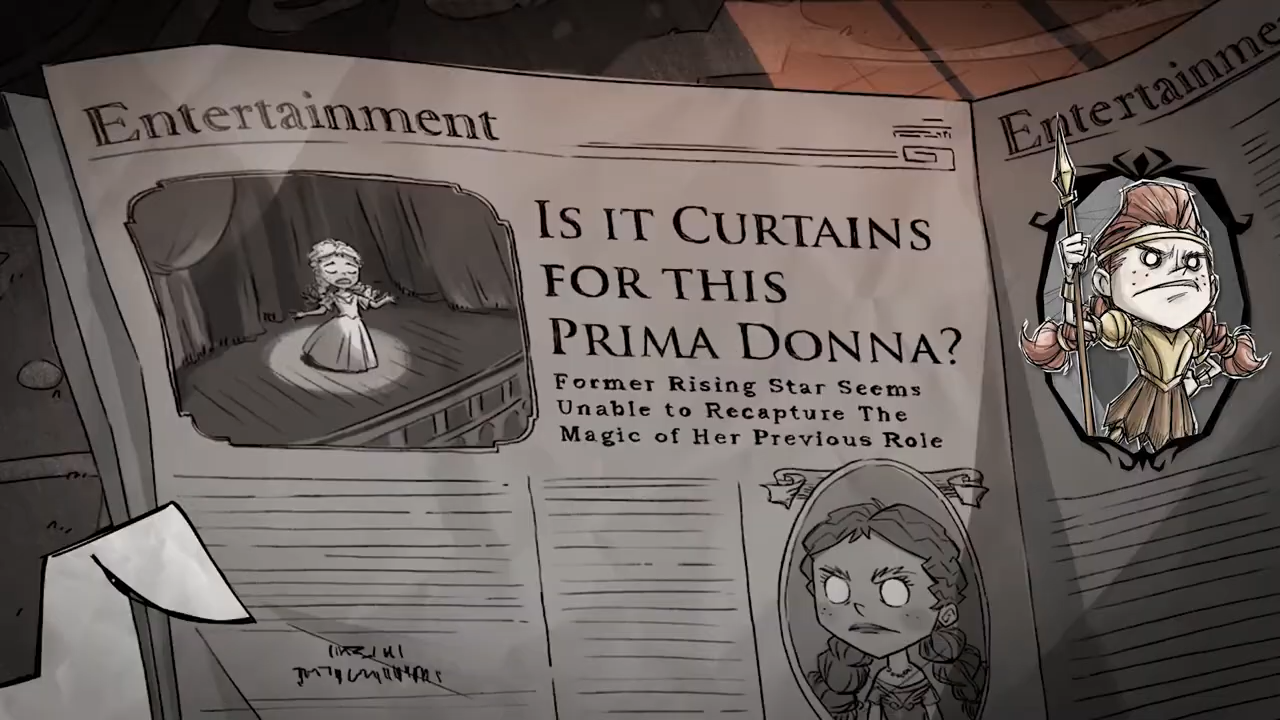 Entertainment
IS IT CURTAINS
FOR THIS
PRIMA DONNA?
Former Rising Star Seems
Unable to Recapture The
Magic of Her Previous Role
Entertainme